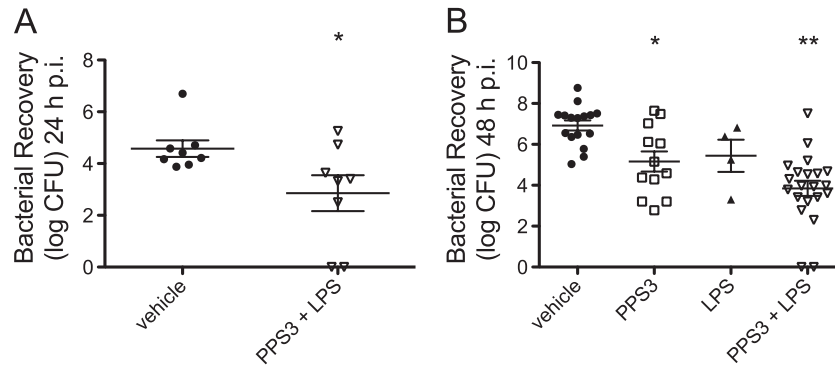 A
Bacterial Recovery
(log CFU) 24 h p.i.
8
6
4
2
0
*
vehicle
PPS3 + LPS
B
Bacterial Recovery
(log CFU) 48 h p.i.
10
8
6
4
2
0
*
**
vehicle
PPS3
LPS
PPS3 + LPS